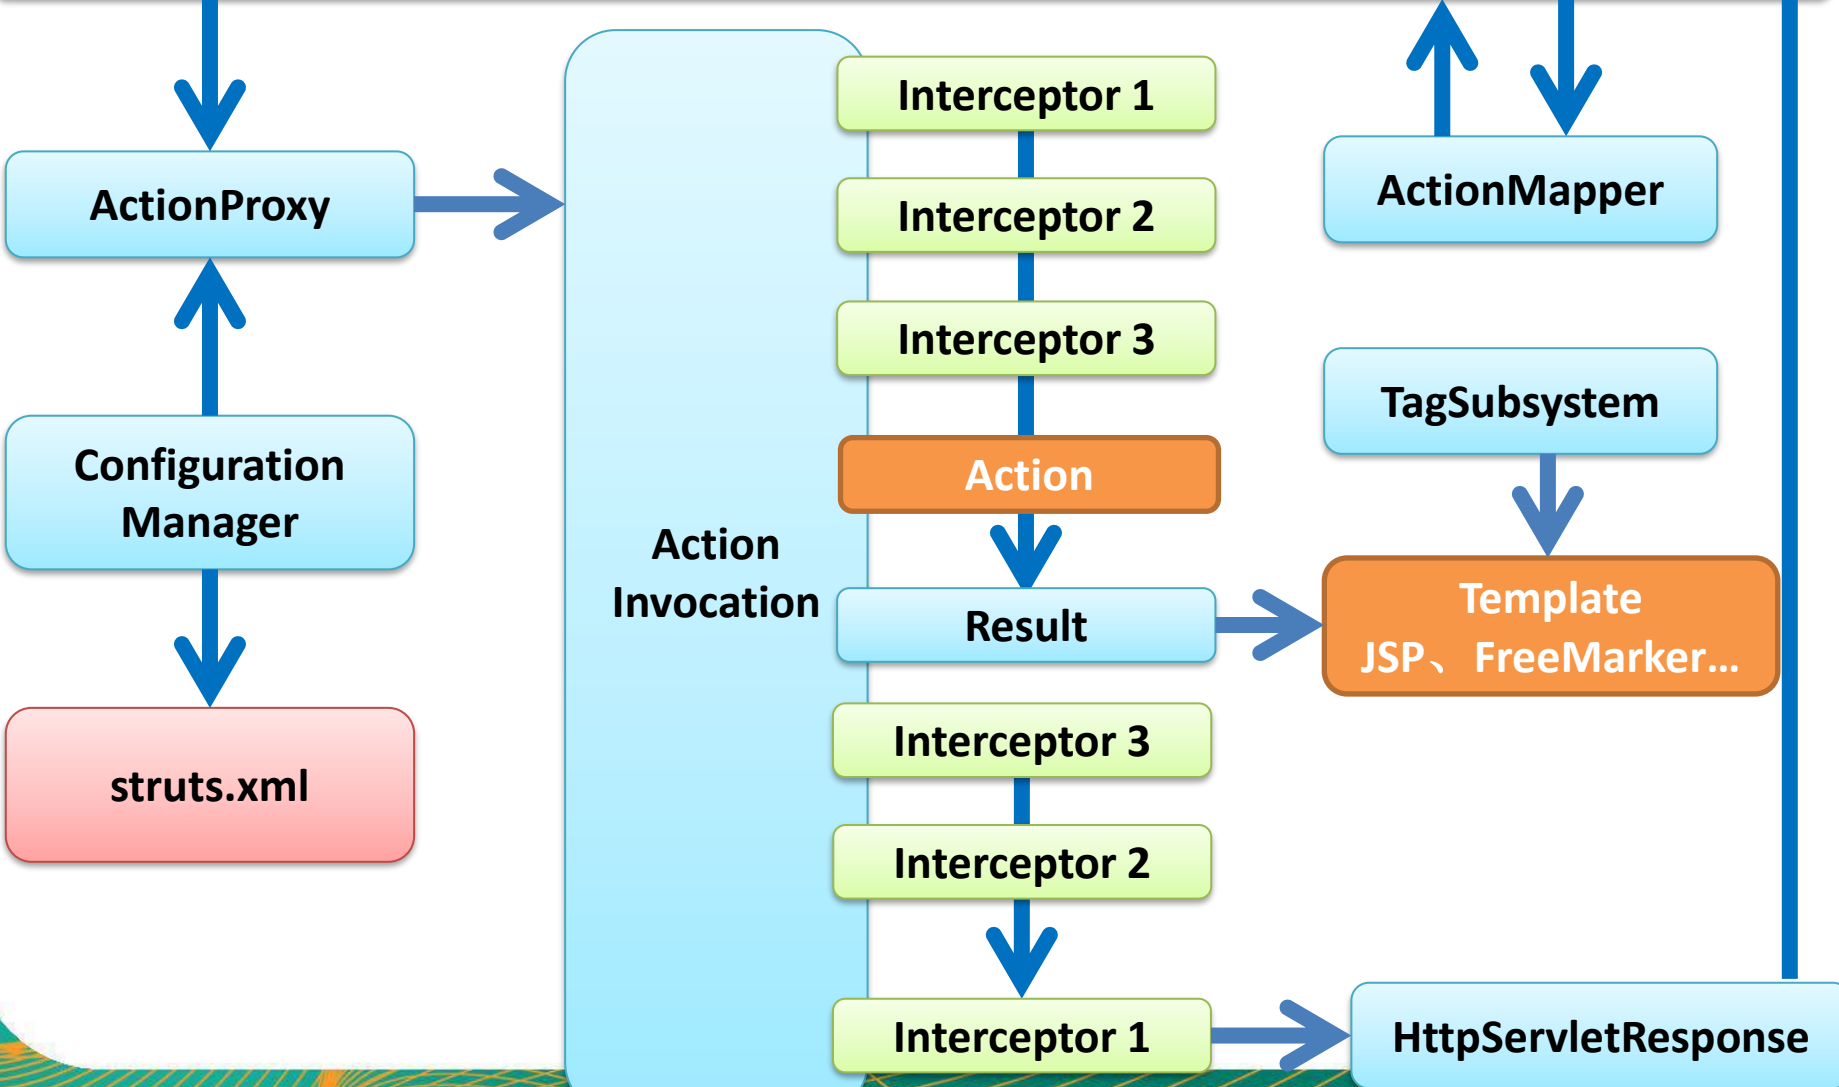 Interceptor 1
ActionProxy
Interceptor 2
ActionMapper
Interceptor 3
TagSubsystem
Configuration
Manager
Action
Action
Invocation
Result
Template
JSP、FreeMarker...
struts.xml
Interceptor 3
Interceptor 2
Interceptor 1
HttpServletResponse